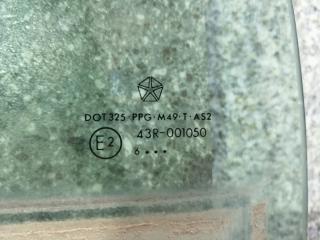 DOT 325 · PPG · M49 · T · AS2
E2 43R-001050
6 •••